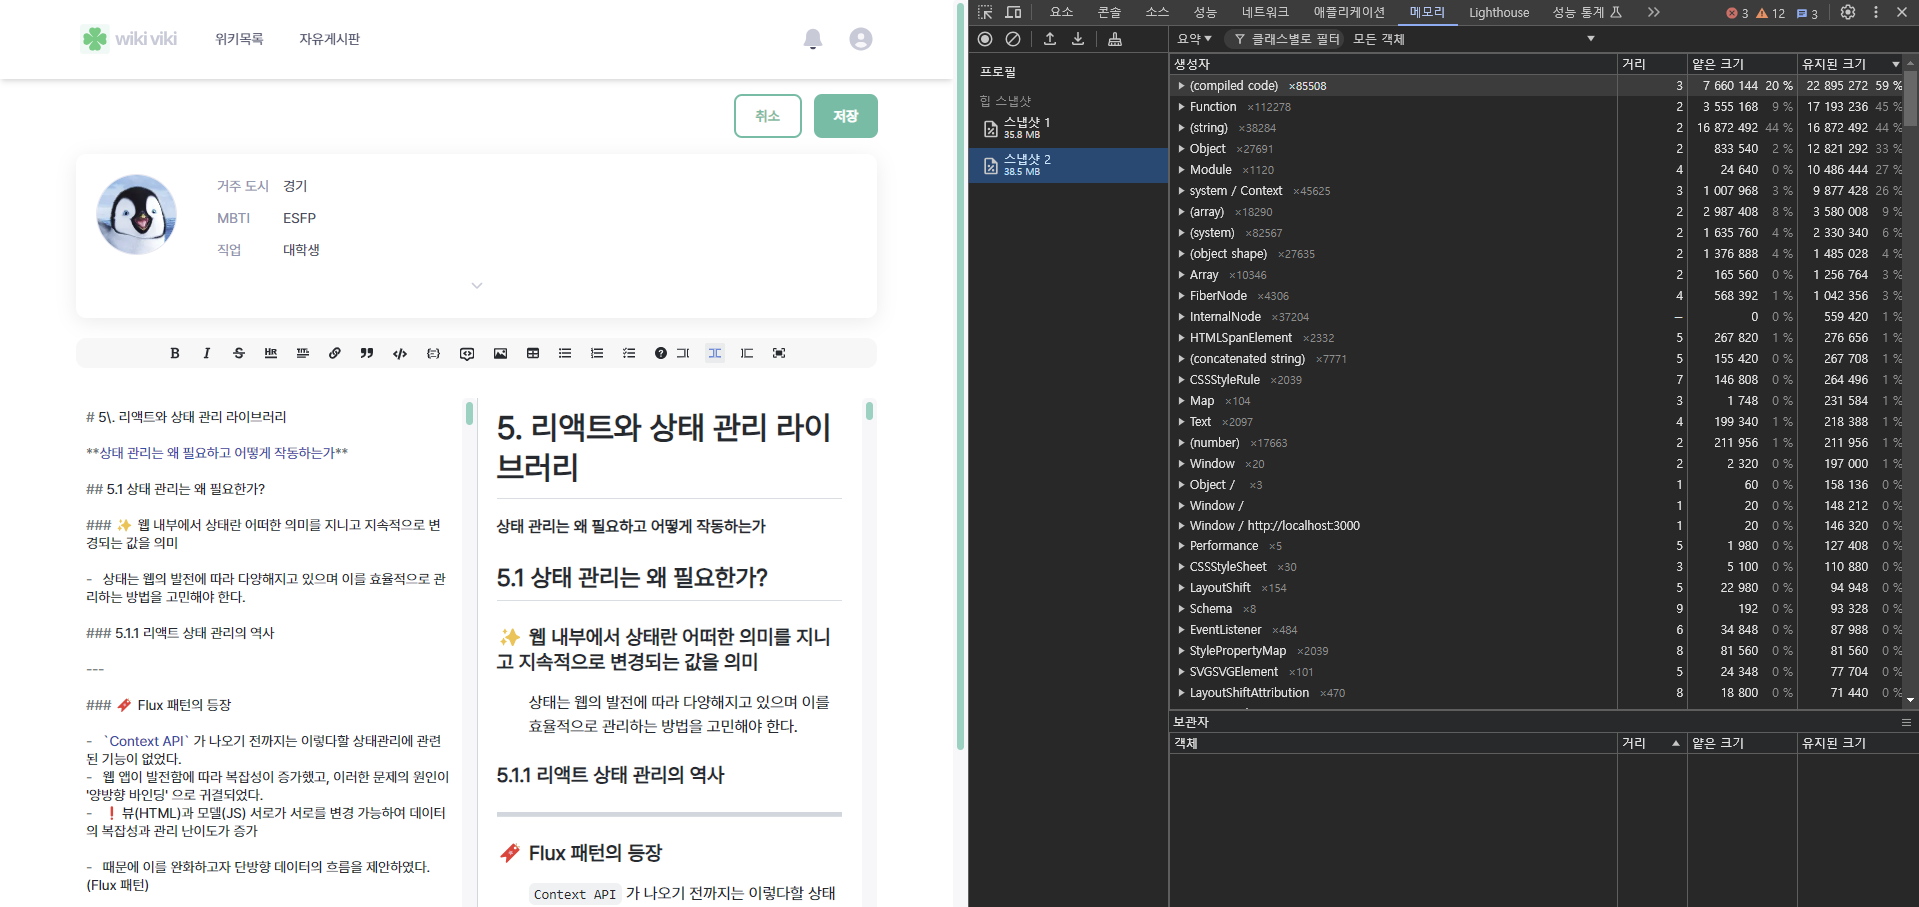 wiki viki
위키목록
자유게시판
취소
저장
거주 도시 경기
MBTI ESFP
직업 대학생
# 5\. 리액트와 상태 관리 라이브러리
**상태 관리는 왜 필요하고 어떻게 작동하는가**
## 5.1 상태 관리는 왜 필요한가?
### ✨ 웹 내부에서 상태란 어떠한 의미를 지니고 지속적으로 변
경되는 값을 의미
- 상태는 웹의 발전에 따라 다양해지고 있으며 이를 효율적으로 관
리하는 방법을 고민해야 한다.
### 5.1.1 리액트 상태 관리의 역사
---
### 🧨 Flux 패턴의 등장
- `Context API` 가 나오기 전까지는 이렇다할 상태관리에 관련
된 기능이 없었다.
- 웹 앱이 발전함에 따라 복잡성이 증가했고, 이러한 문제의 원인이
'양방향 바인딩' 으로 귀결되었다.
- ❗ 뷰(HTML)과 모델(JS) 서로가 서로를 변경 가능하여 데이터
의 복잡성과 관리 난이도가 증가
- 때문에 이를 완화하고자 단방향 데이터의 흐름을 제안하였다.
(Flux 패턴)
5. 리액트와 상태 관리 라이
브러리
상태 관리는 왜 필요하고 어떻게 작동하는가
5.1 상태 관리는 왜 필요한가?
✨ 웹 내부에서 상태란 어떠한 의미를 지니
고 지속적으로 변경되는 값을 의미
상태는 웹의 발전에 따라 다양해지고 있으며 이를
효율적으로 관리하는 방법을 고민해야 한다.
5.1.1 리액트 상태 관리의 역사
🧨 Flux 패턴의 등장
Context API 가 나오기 전까지는 이렇다할 상태
요소 콘솔 소스 성능 네트워크 애플리케이션 메모리 Lighthouse 성능 통계 3 12 3
요약 클래스별로 필터 모든 객체
프로필
힙 스냅샷
스냅샷 1
35.8 MB
스냅샷 2
38.5 MB
생성자 거리 얕은 크기 유지된 크기
(compiled code) ×85508 3 7 660 144 20 % 22 895 272 59 %
Function ×112278 2 3 555 168 9 % 17 193 236 45 %
(string) ×38284 2 16 872 492 44 % 16 872 492 44 %
Object ×27691 2 833 540 2 % 12 821 292 33 %
Module ×1120 4 24 640 0 % 10 486 444 27 %
system / Context ×45625 3 1 007 968 3 % 9 877 428 26 %
(array) ×18290 2 2 987 408 8 % 3 580 008 9 %
(system) ×82567 2 1 635 760 4 % 2 330 340 6 %
(object shape) ×27635 2 1 376 888 4 % 1 485 028 4 %
Array ×10346 2 165 560 0 % 1 256 764 3 %
FiberNode ×4306 4 568 392 1 % 1 042 356 3 %
InternalNode ×37204 – 0 0 % 559 420 1 %
HTMLSpanElement ×2332 5 267 820 1 % 276 656 1 %
(concatenated string) ×7771 5 155 420 0 % 267 708 1 %
CSSStyleRule ×2039 7 146 808 0 % 264 496 1 %
Map ×104 3 1 748 0 % 231 584 1 %
Text ×2097 4 199 340 1 % 218 388 1 %
(number) ×17663 2 211 956 1 % 211 956 1 %
Window ×20 2 2 320 0 % 197 000 1 %
Object / ×3 1 60 0 % 158 136 0 %
Window / 1 20 0 % 148 212 0 %
Window / http://localhost:3000 1 20 0 % 146 320 0 %
Performance ×5 5 1 980 0 % 127 408 0 %
CSSStyleSheet ×30 3 5 100 0 % 110 880 0 %
LayoutShift ×154 5 22 980 0 % 94 948 0 %
Schema ×8 9 192 0 % 93 328 0 %
EventListener ×484 6 34 848 0 % 87 988 0 %
StylePropertyMap ×2039 8 81 560 0 % 81 560 0 %
SVGSVGElement ×101 5 24 348 0 % 77 704 0 %
LayoutShiftAttribution ×470 8 18 800 0 % 71 440 0 %
보관자
객체 거리 얕은 크기 유지된 크기